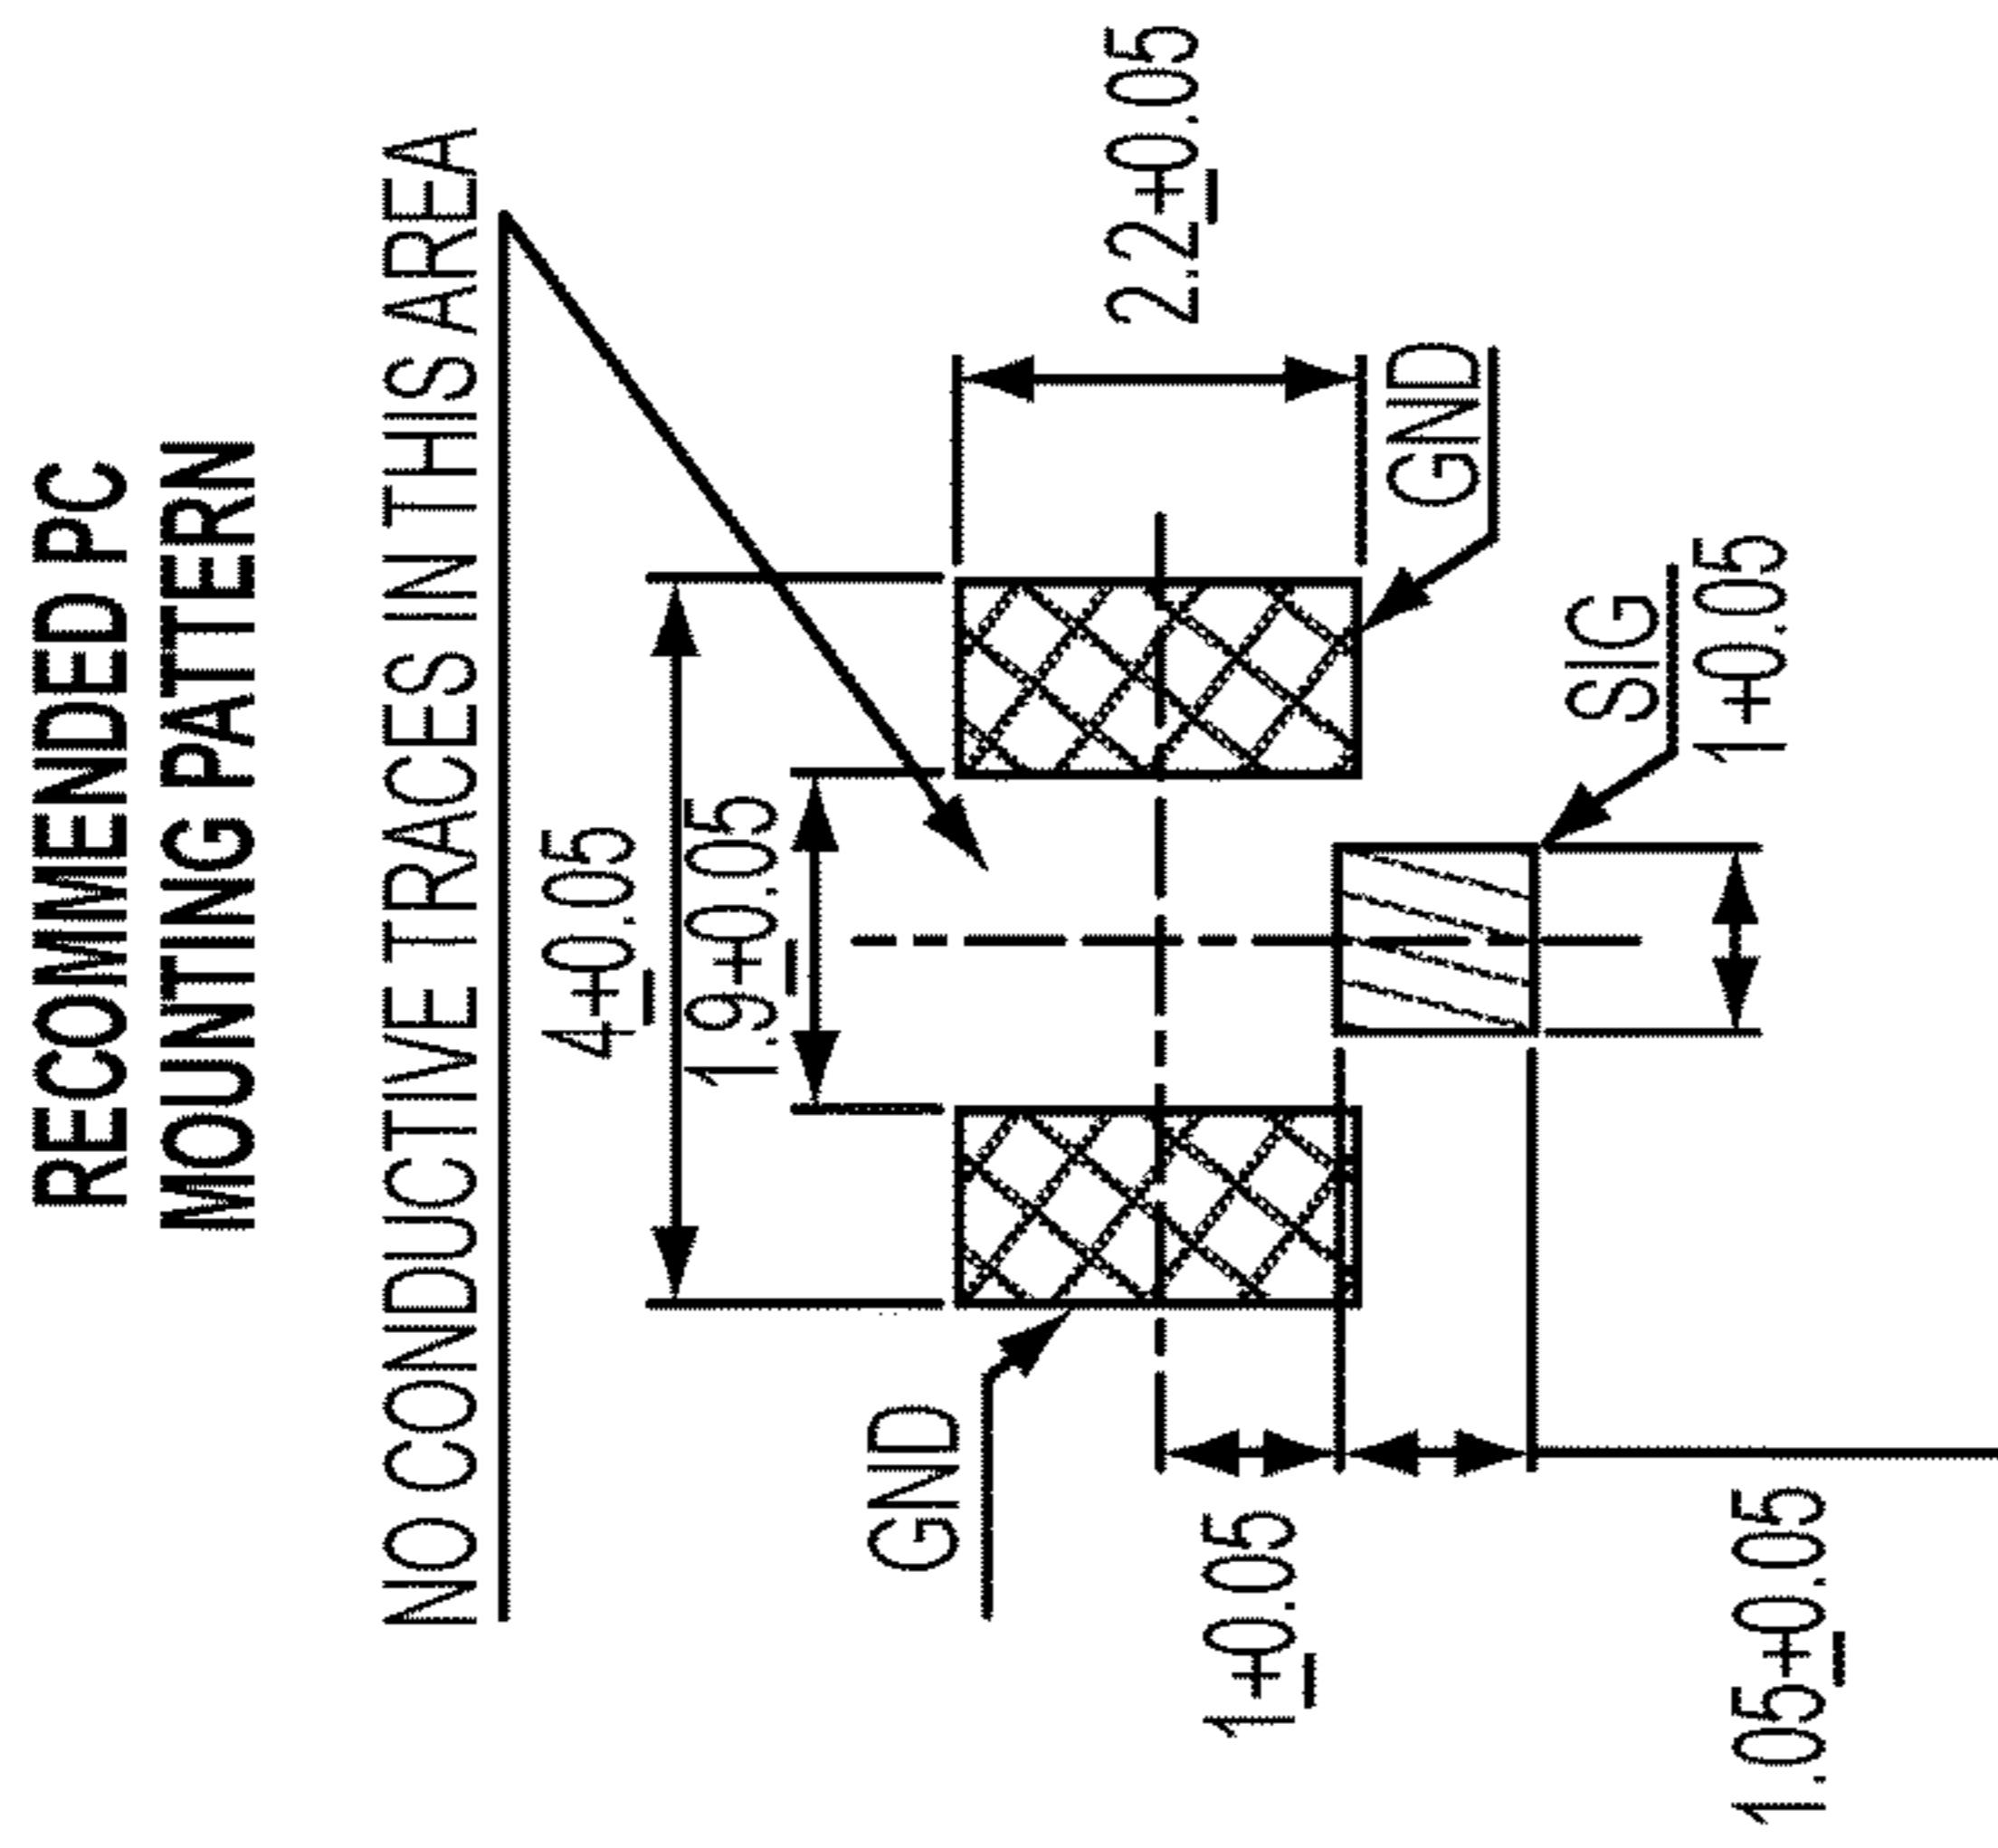 RECOMMENDED PC
MOUNTING PATTERN
NO CONDUCTIVE TRACES IN THIS AREA
4±0.05
1.9±0.05
GND
2.2±0.05
1±0.05
GND
SIG
1+0.05
1.05±0.05